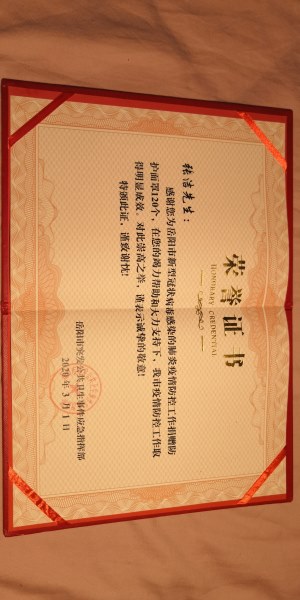 荣誉证书
HONORARY CREDENTIAL
张洁先生：
感谢您为岳阳市新型冠状病毒感染的肺炎疫情防控工作捐赠防
护面罩120个，在您的竭力帮助和大力支持下，我市疫情防控工作取
得明显成效。对此崇高之举，谨表示诚挚的敬意！
特颁此证，谨致谢忱！
岳阳市突发公共卫生事件应急指挥部
2020年3月1日